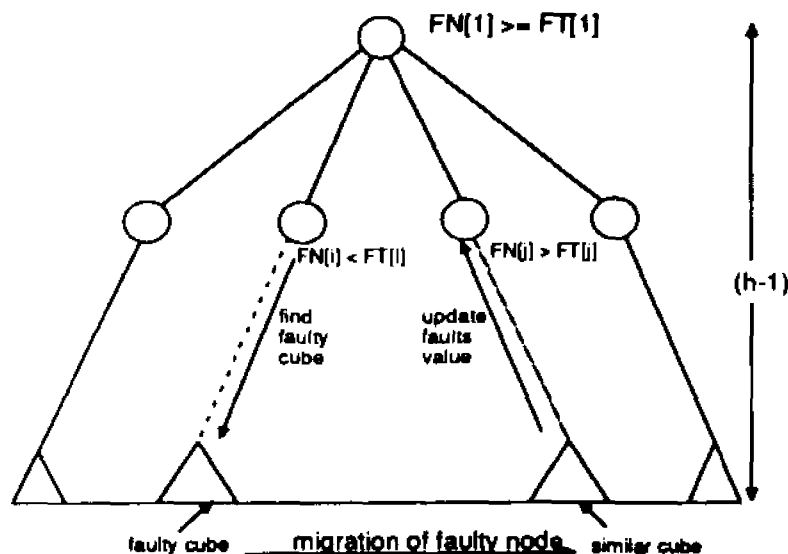 FN[1] >= FT[1]
FN[i] < FT[l]
FN[j] > FT[j]
(h-1)
find
faulty
cube
update
faults
value
faulty cube
migration of faulty node
similar cube